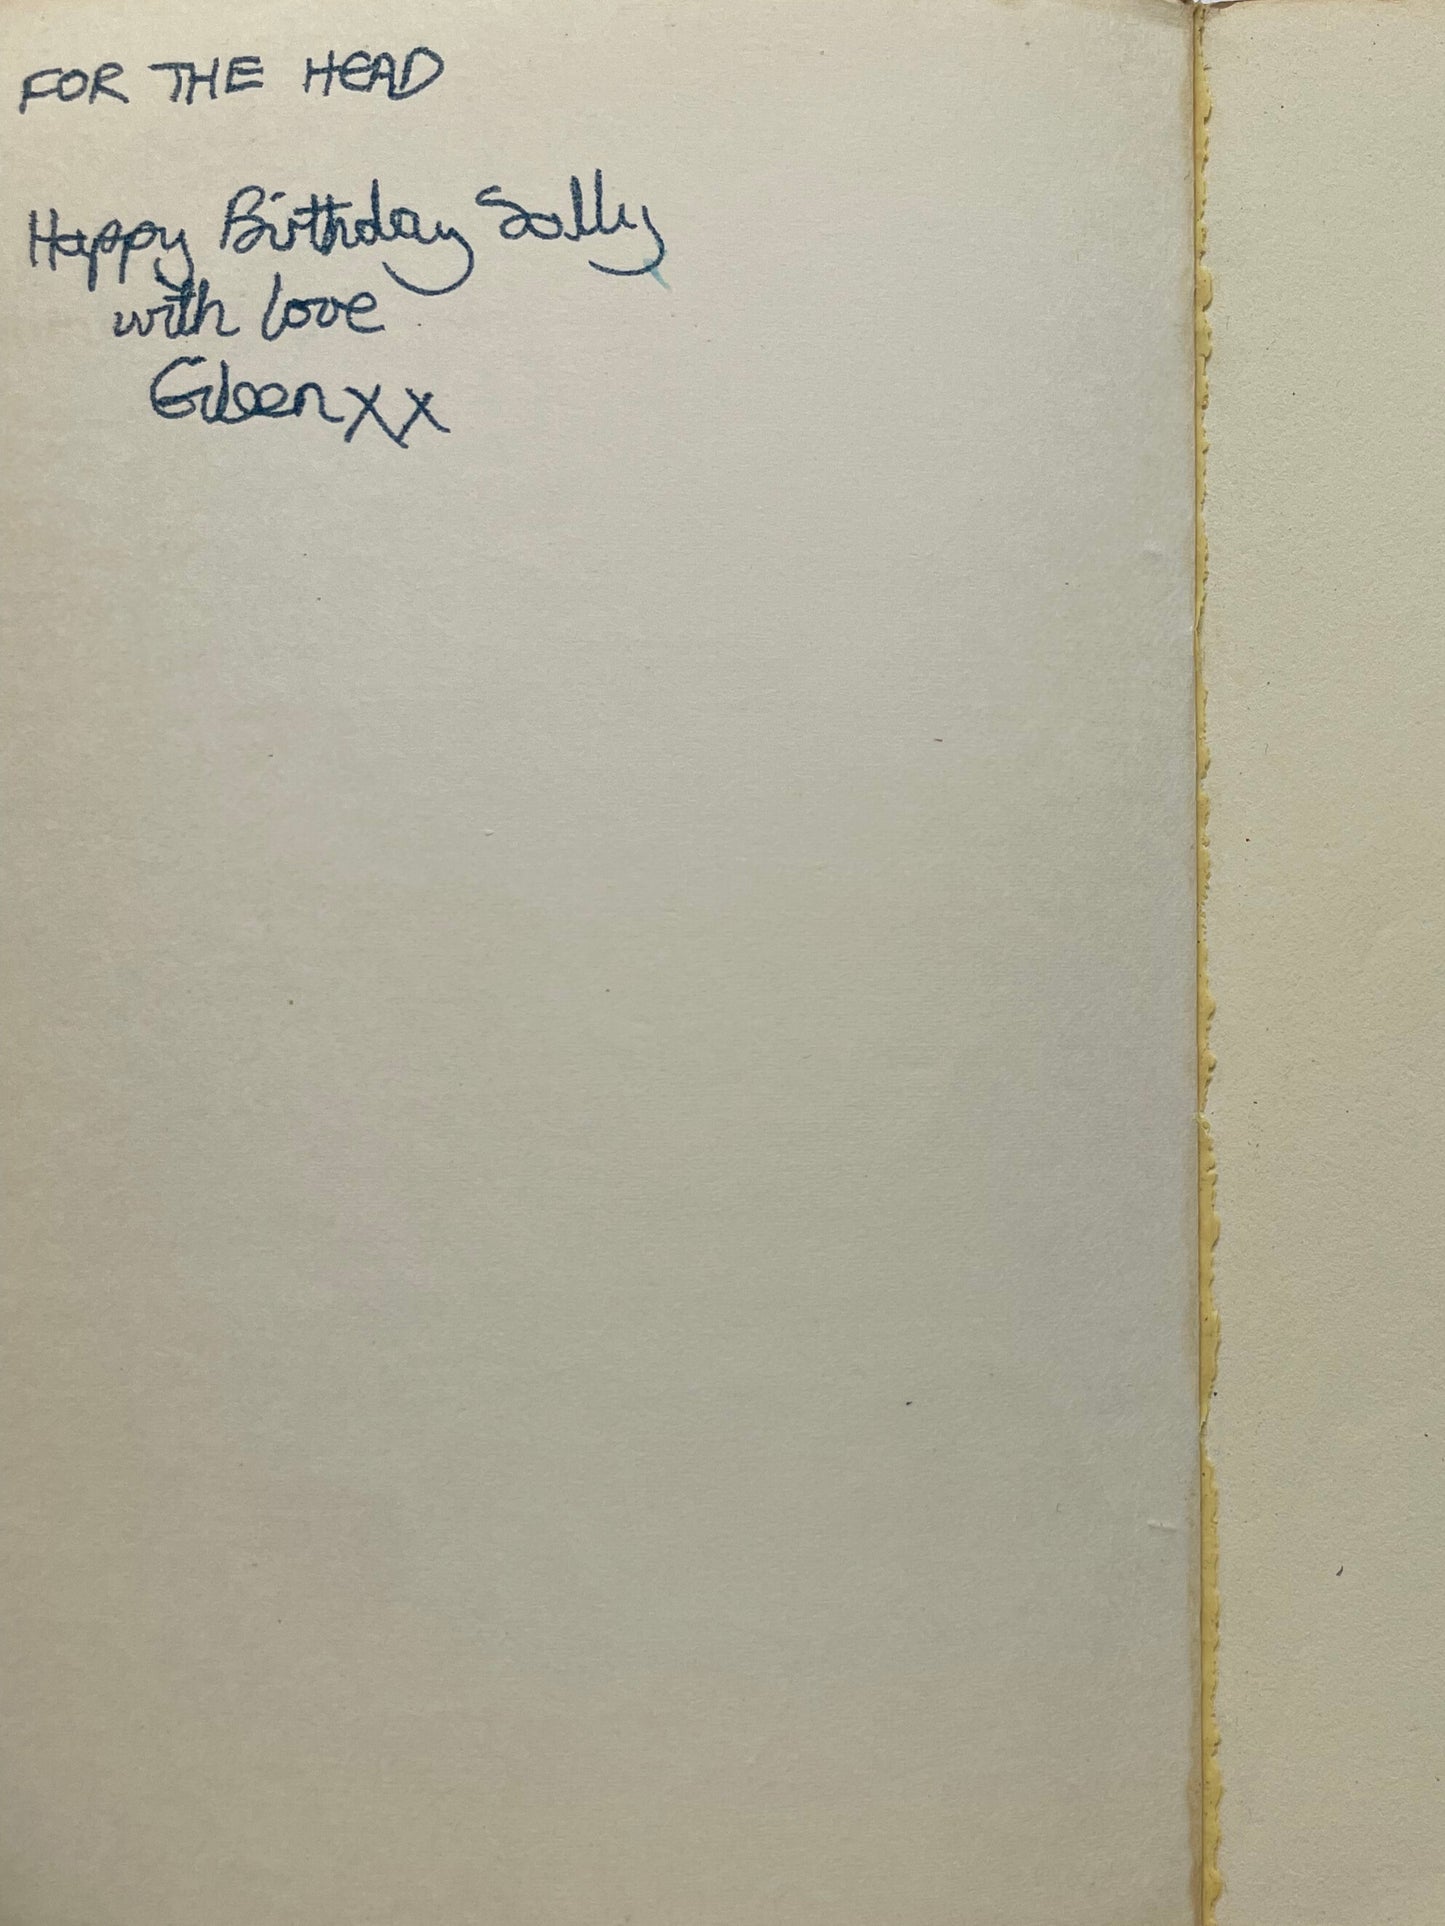 FOR THE HEAD
Happy Birthday Sally
with love
Eileen xx